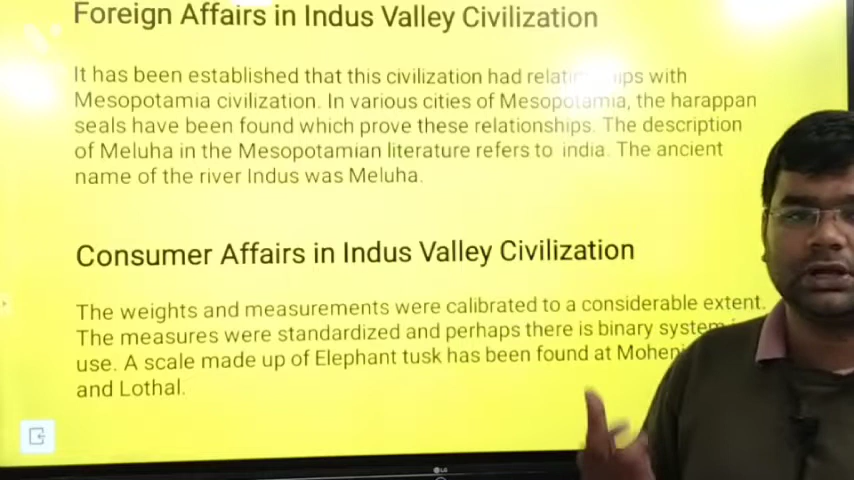 Foreign Affairs in Indus Valley Civilization
It has been established that this civilization had with
Mesopotamia civilization. In various cities of Mesopotamia, the harappan
seals have been found which prove these relationships. The description
of Meluha in the Mesopotamian literature refers to india. The ancient
name of the river Indus was Meluha.
Consumer Affairs in Indus Valley Civilization
The weights and measurements were calibrated to a considerable extent.
The measures were standardized and perhaps there is binary system
use. A scale made up of Elephant tusk has been found at
and Lothal.
LG